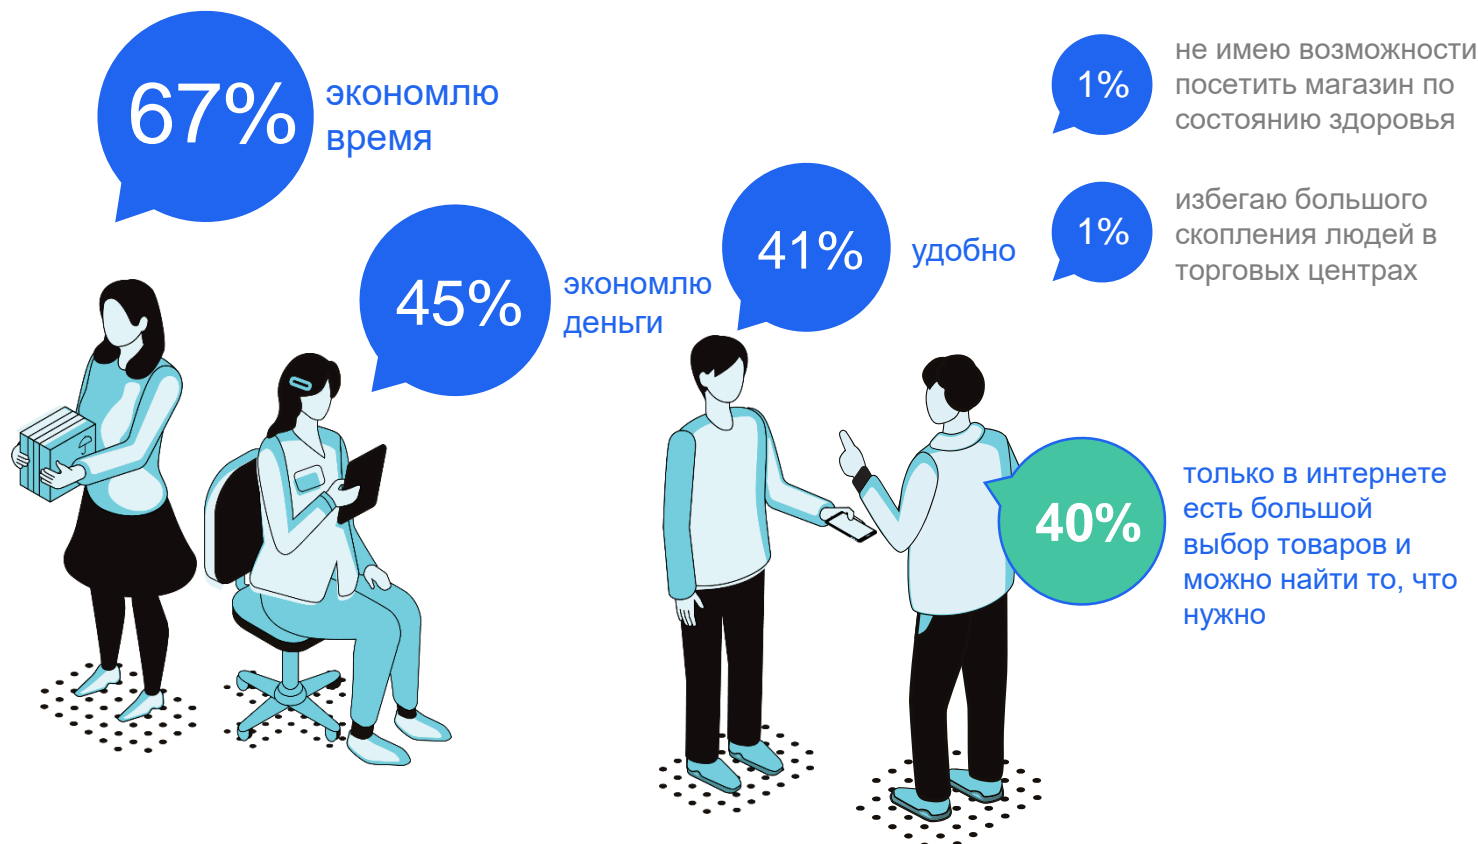 67%
экономлю
время
45%
экономлю
деньги
41%
удобно
1%
не имею возможности
посетить магазин по
состоянию здоровья
1%
избегаю большого
скопления людей в
торговых центрах
40%
только в интернете
есть большой
выбор товаров и
можно найти то, что
нужно